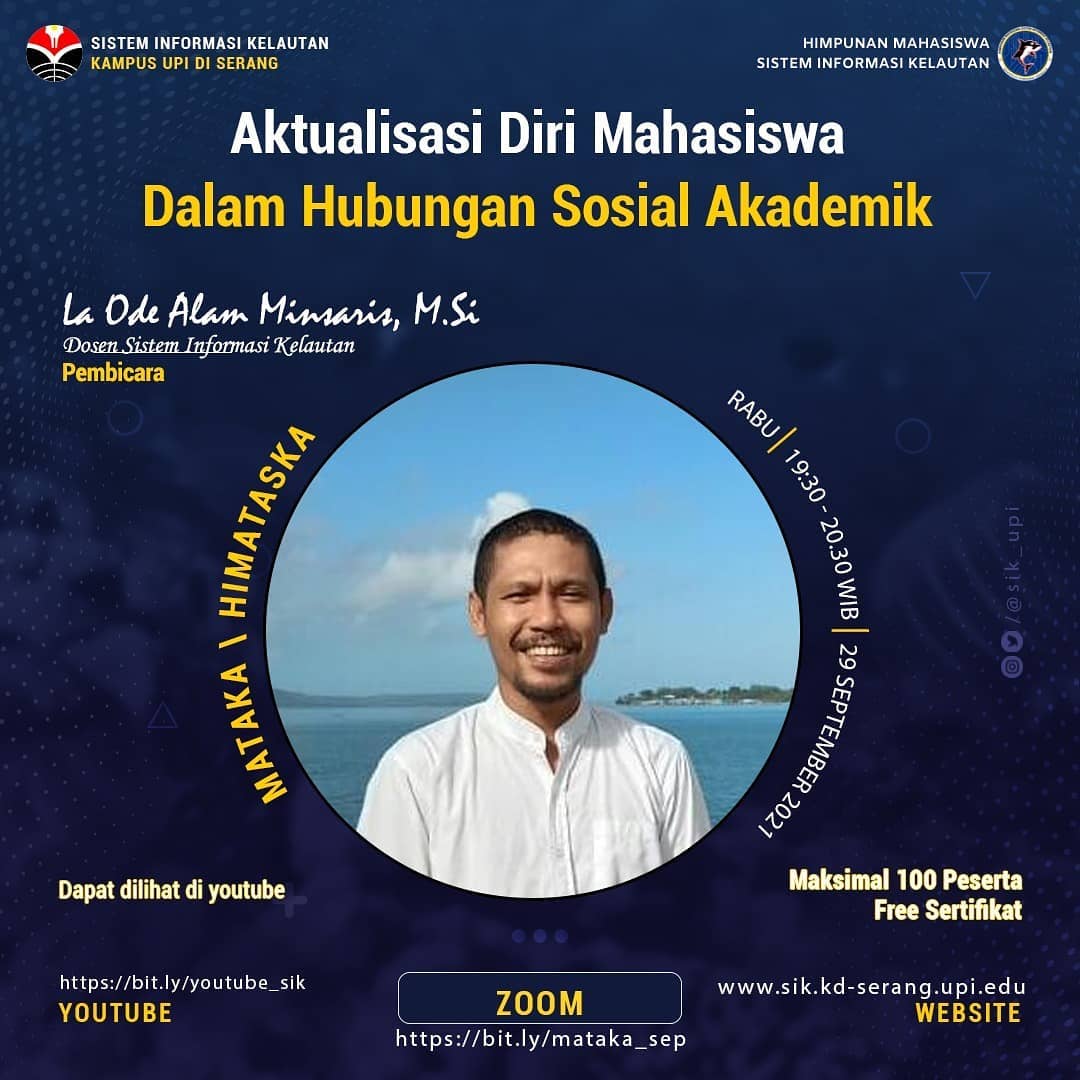 SISTEM INFORMASI KELAUTAN
KAMPUS UPI DI SERANG
HIMPUNAN MAHASISWA
SISTEM INFORMASI KELAUTAN
Aktualisasi Diri Mahasiswa
Dalam Hubungan Sosial Akademik
La Ode Alam Minsaris, M.Si
Dosen Sistem Informasi Kelautan
Pembicara
MATAKA \ HIMATASKA
RABU | 19:30 - 20.30 WIB | 29 SEPTEMBER 2021
/@sik_upi
Dapat dilihat di youtube
Maksimal 100 Peserta
Free Sertifikat
https://bit.ly/youtube_sik
YOUTUBE
ZOOM
https://bit.ly/mataka_sep
www.sik.kd-serang.upi.edu
WEBSITE